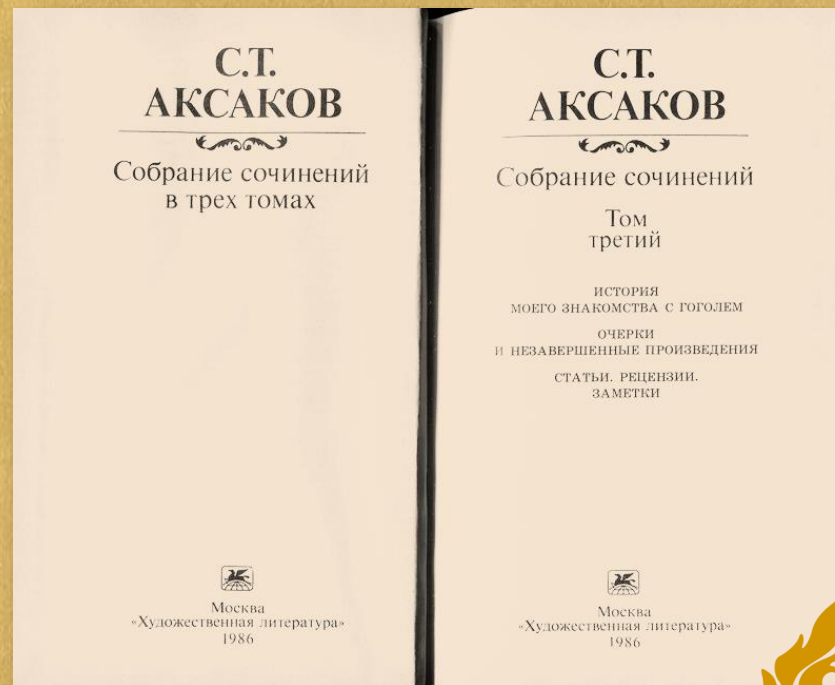 С.Т.
АКСАКОВ
Собрание сочинений
в трех томах
Москва
«Художественная литература»
1986
С.Т.
АКСАКОВ
Собрание сочинений
Том
третий
ИСТОРИЯ
МОЕГО ЗНАКОМСТВА С ГОГОЛЕМ
ОЧЕРКИ
И НЕЗАВЕРШЕННЫЕ ПРОИЗВЕДЕНИЯ
СТАТЬИ. РЕЦЕНЗИИ.
ЗАМЕТКИ
Москва
«Художественная литература»
1986